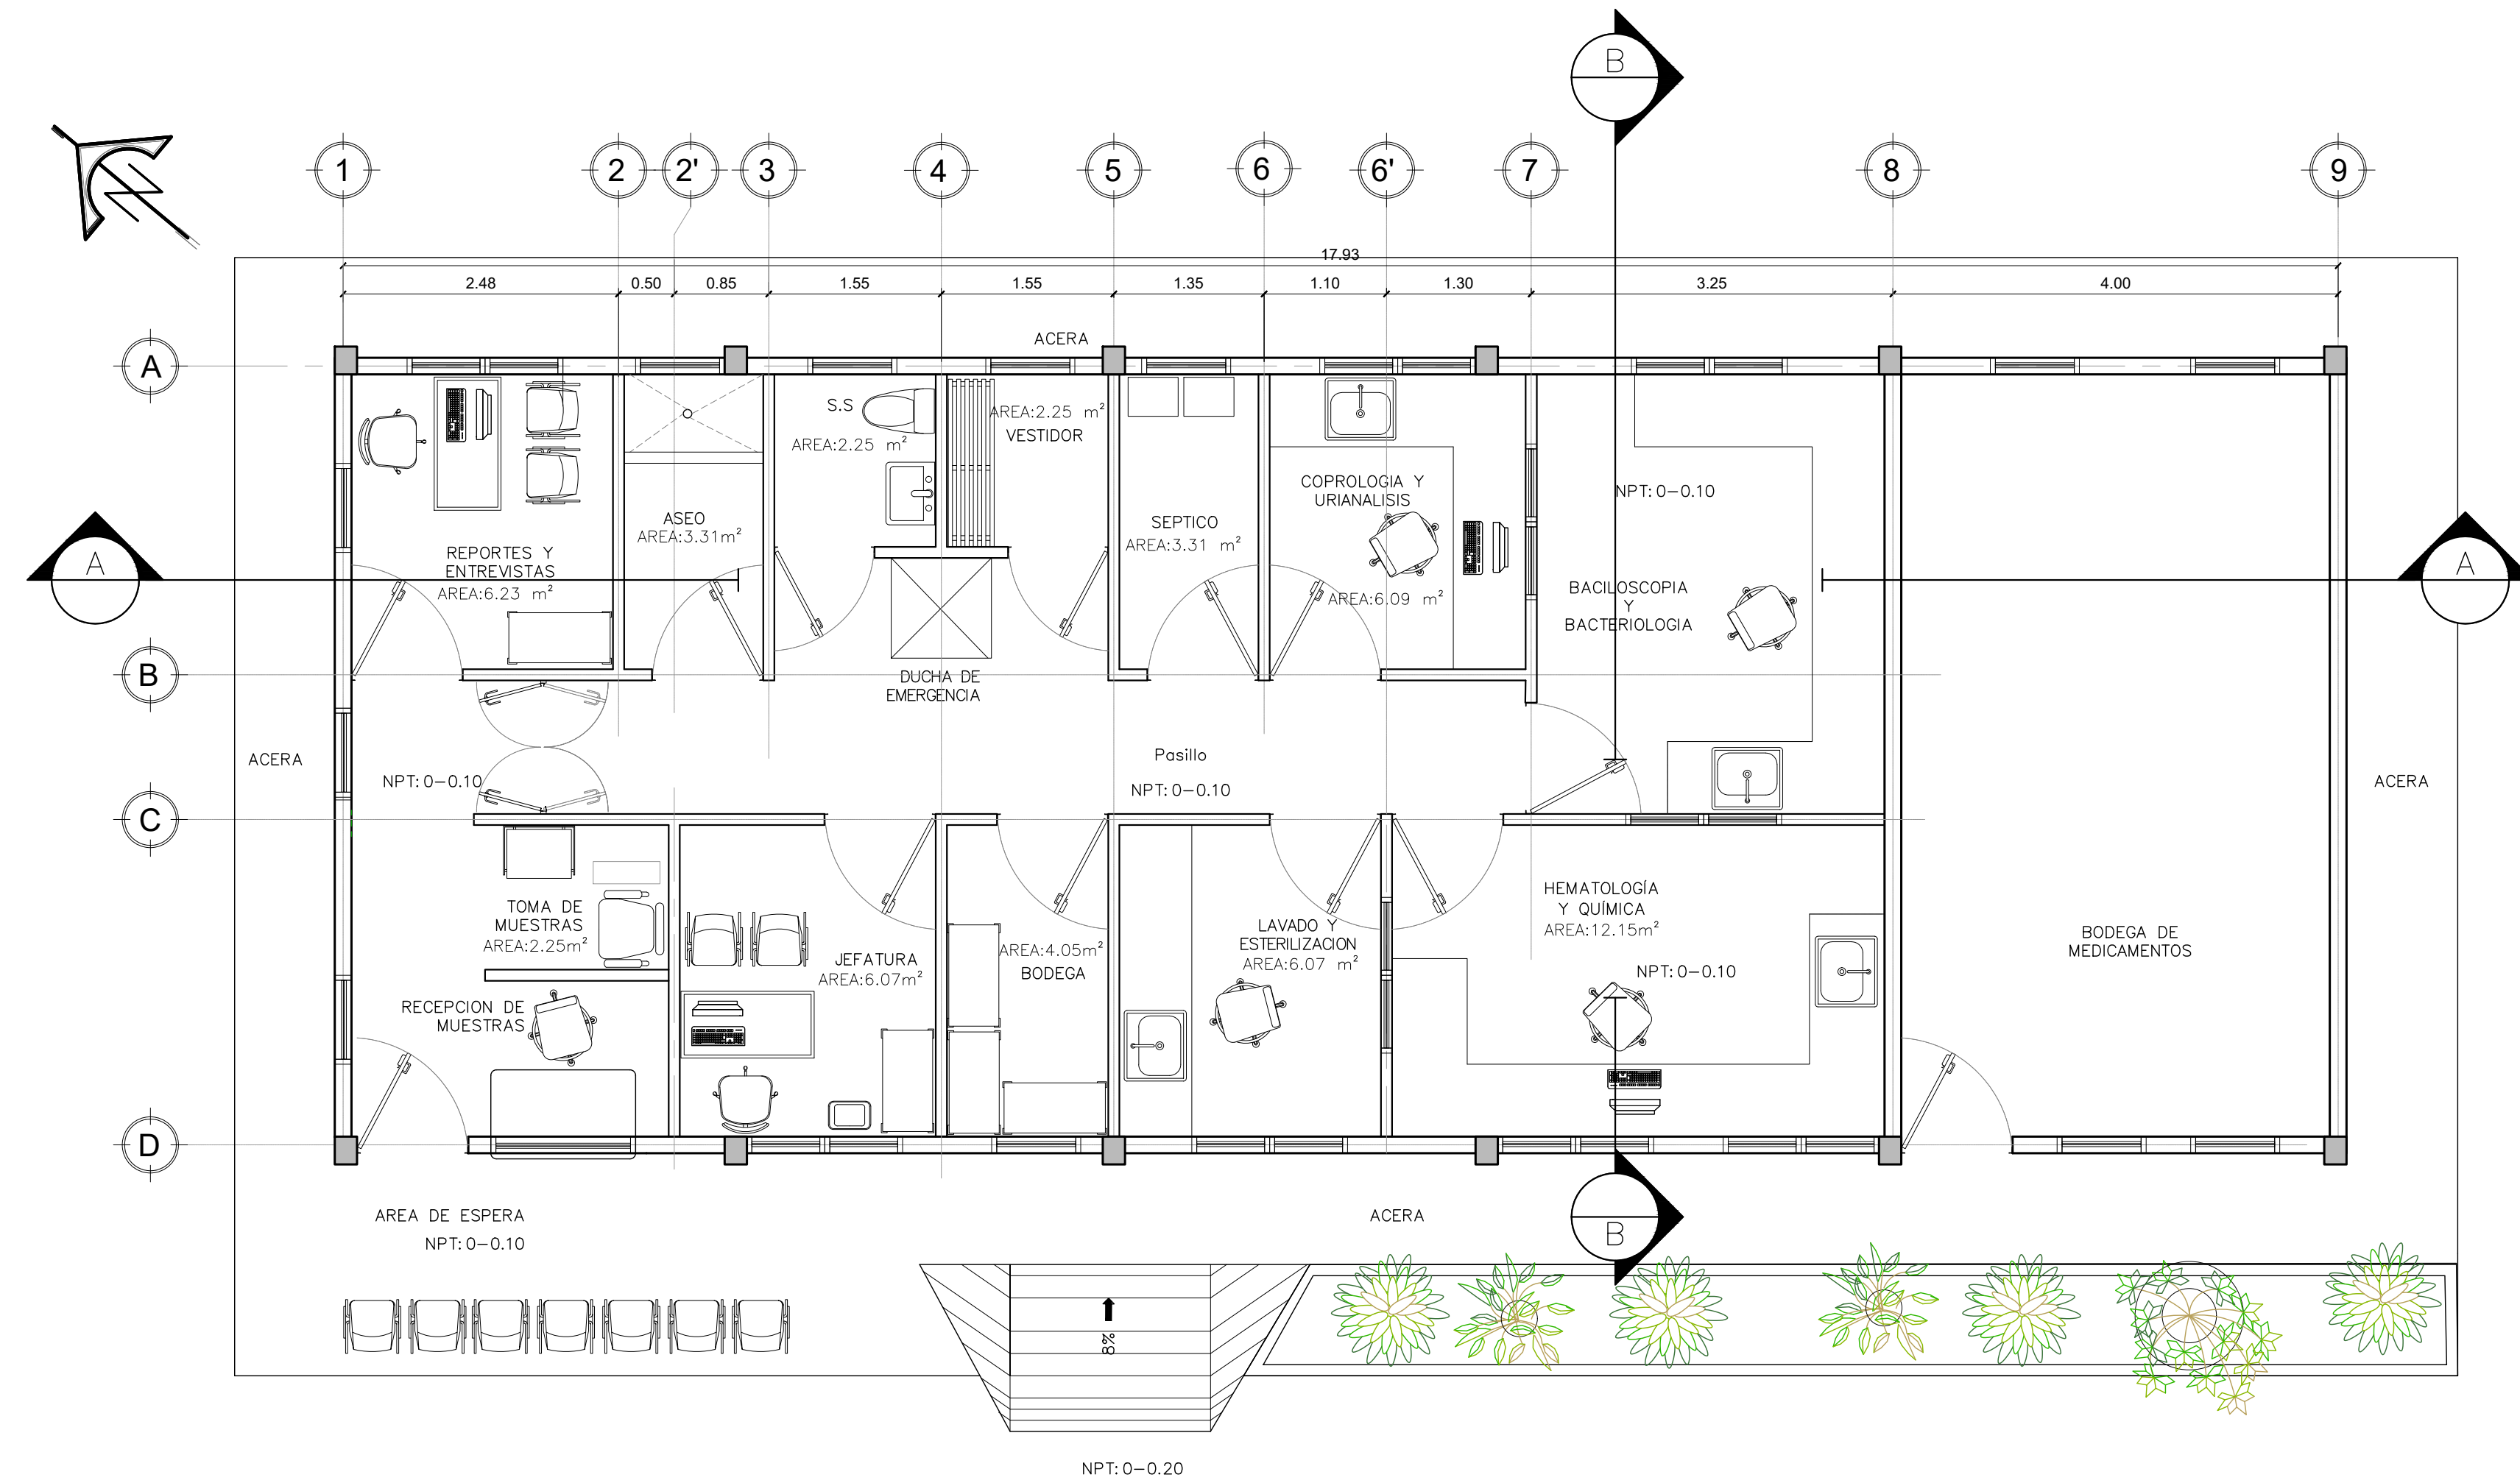 B
1
2
2'
3
4
5
6
6'
7
8
9
17.93
2.48
0.50
0.85
1.55
1.55
1.35
1.10
1.30
3.25
4.00
ACERA
A
S.S
AREA:2.25 m²
AREA:2.25 m²
VESTIDOR
COPROLOGIA Y
URIANALISIS
AREA:6.09 m²
NPT: 0-0.10
ASEO
AREA:3.31m²
SEPTICO
AREA:3.31 m²
REPORTES Y
ENTREVISTAS
AREA:6.23 m²
A
A
BACILOSCOPIA
Y
BACTERIOLOGIA
B
DUCHA DE
EMERGENCIA
ACERA
NPT: 0-0.10
Pasillo
NPT: 0-0.10
ACERA
C
TOMA DE
MUESTRAS
AREA:2.25m²
JEFATURA
AREA:6.07m²
AREA:4.05m²
BODEGA
LAVADO Y
ESTERILIZACION
AREA:6.07 m²
HEMATOLOGÍA
Y QUÍMICA
AREA:12.15m²
NPT: 0-0.10
BODEGA DE
MEDICAMENTOS
RECEPCION DE
MUESTRAS
D
AREA DE ESPERA
NPT: 0-0.10
ACERA
B
8%
NPT: 0-0.20